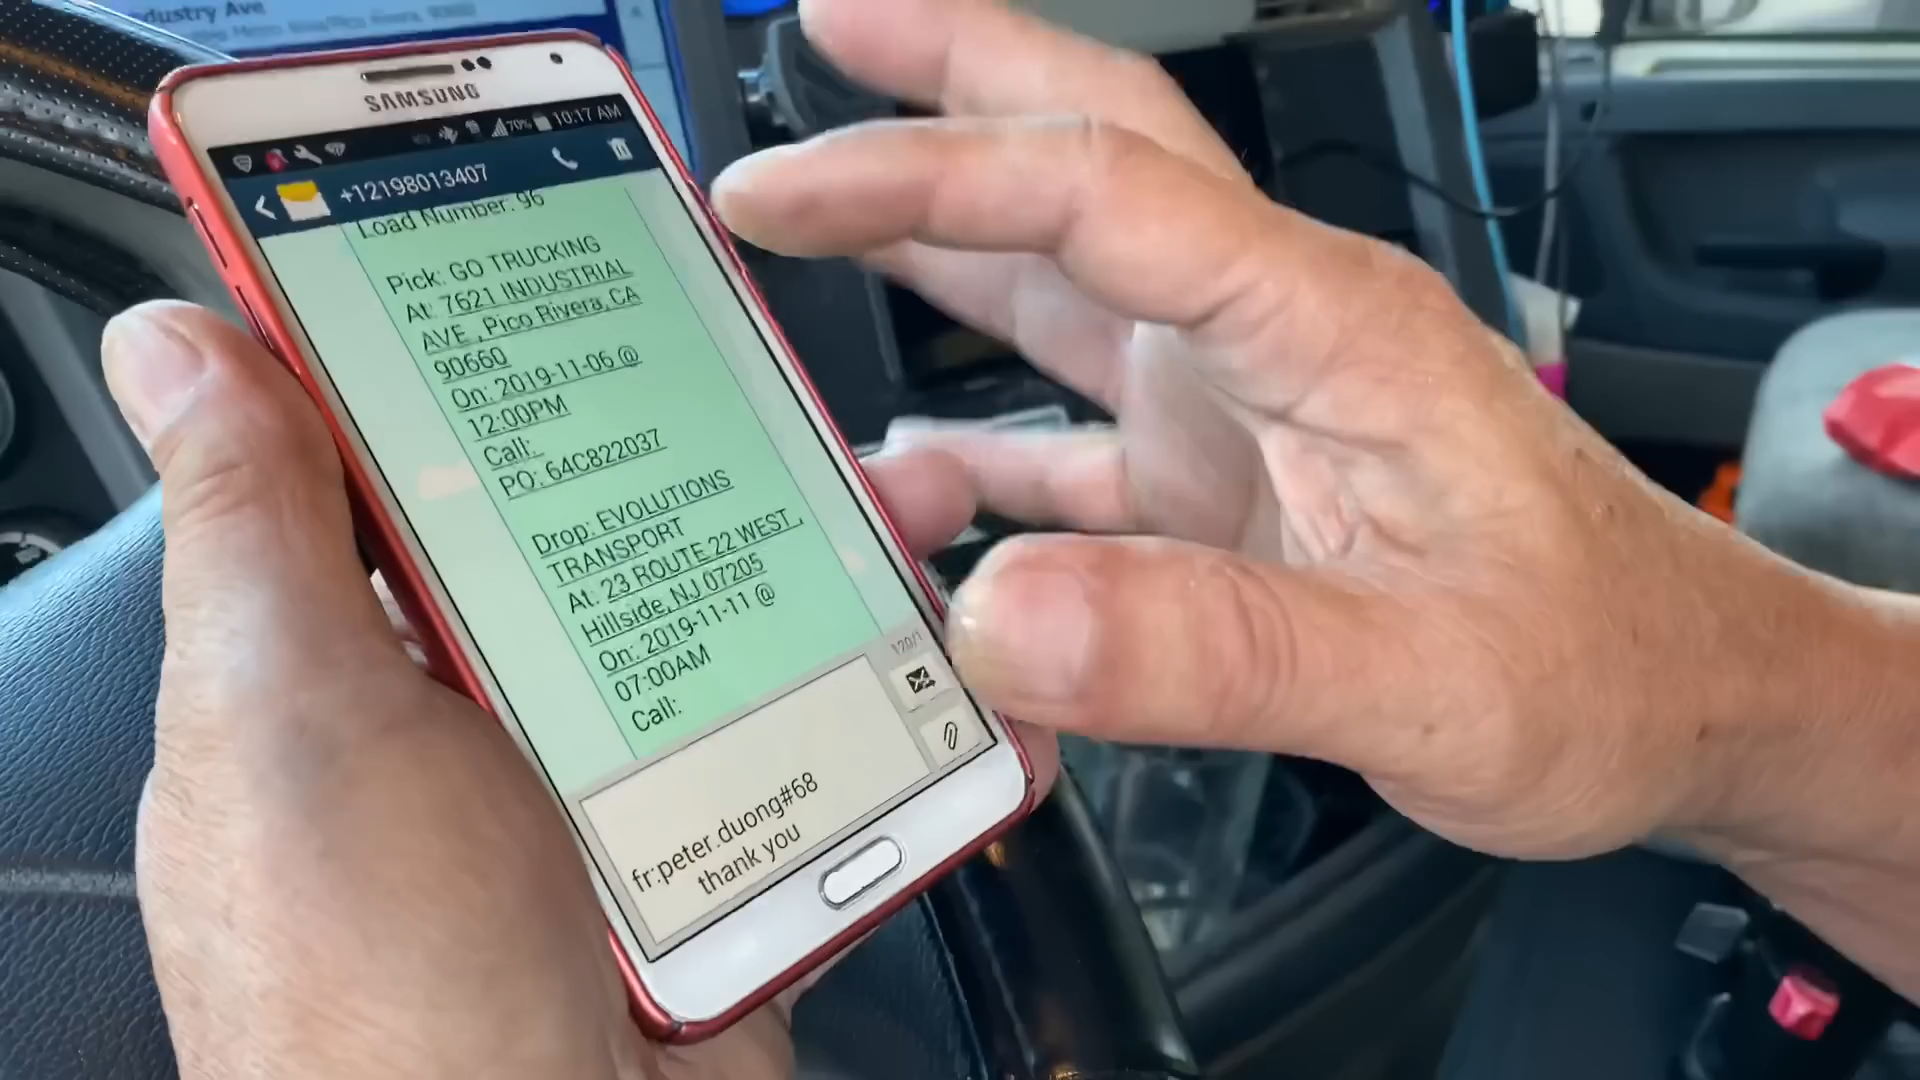 dustry Ave
SAMSUNG
70% 10:17 AM
+12198013407
Load Number: 96
Pick: GO TRUCKING
At: 7621 INDUSTRIAL
AVE , Pico Rivera, CA
90660
On: 2019-11-06 @
12:00PM
Call:
PO: 64C822037
Drop: EVOLUTIONS
TRANSPORT
At: 23 ROUTE 22 WEST ,
Hillside, NJ 07205
On: 2019-11-11 @
07:00AM
Call:
120/1
fr:peter.duong#68
thank you